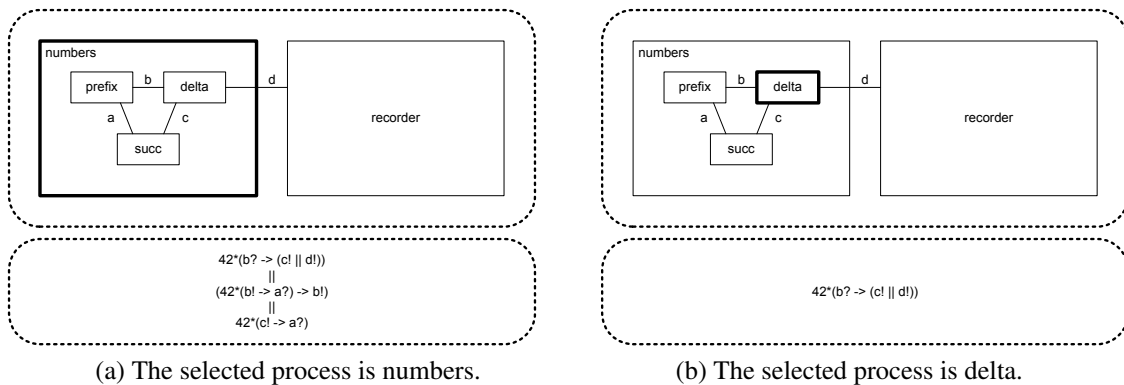 numbers
prefix
b
delta
d
a
c
succ
recorder
42*(b? -> (c! || d!))
||
(42*(b! -> a?) -> b!)
||
42*(c! -> a?)
(a) The selected process is numbers.
numbers
prefix
b
delta
d
a
c
succ
recorder
42*(b? -> (c! || d!))
(b) The selected process is delta.